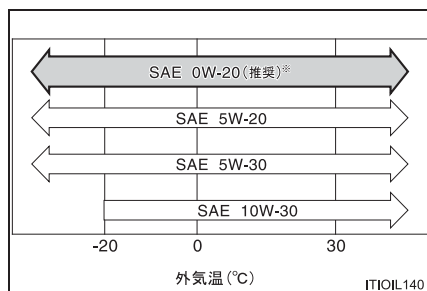 SAE 0W-20(推奨)※
SAE 5W-20
SAE 5W-30
SAE 10W-30
-20 0 30
外気温(℃)
ITIOIL140